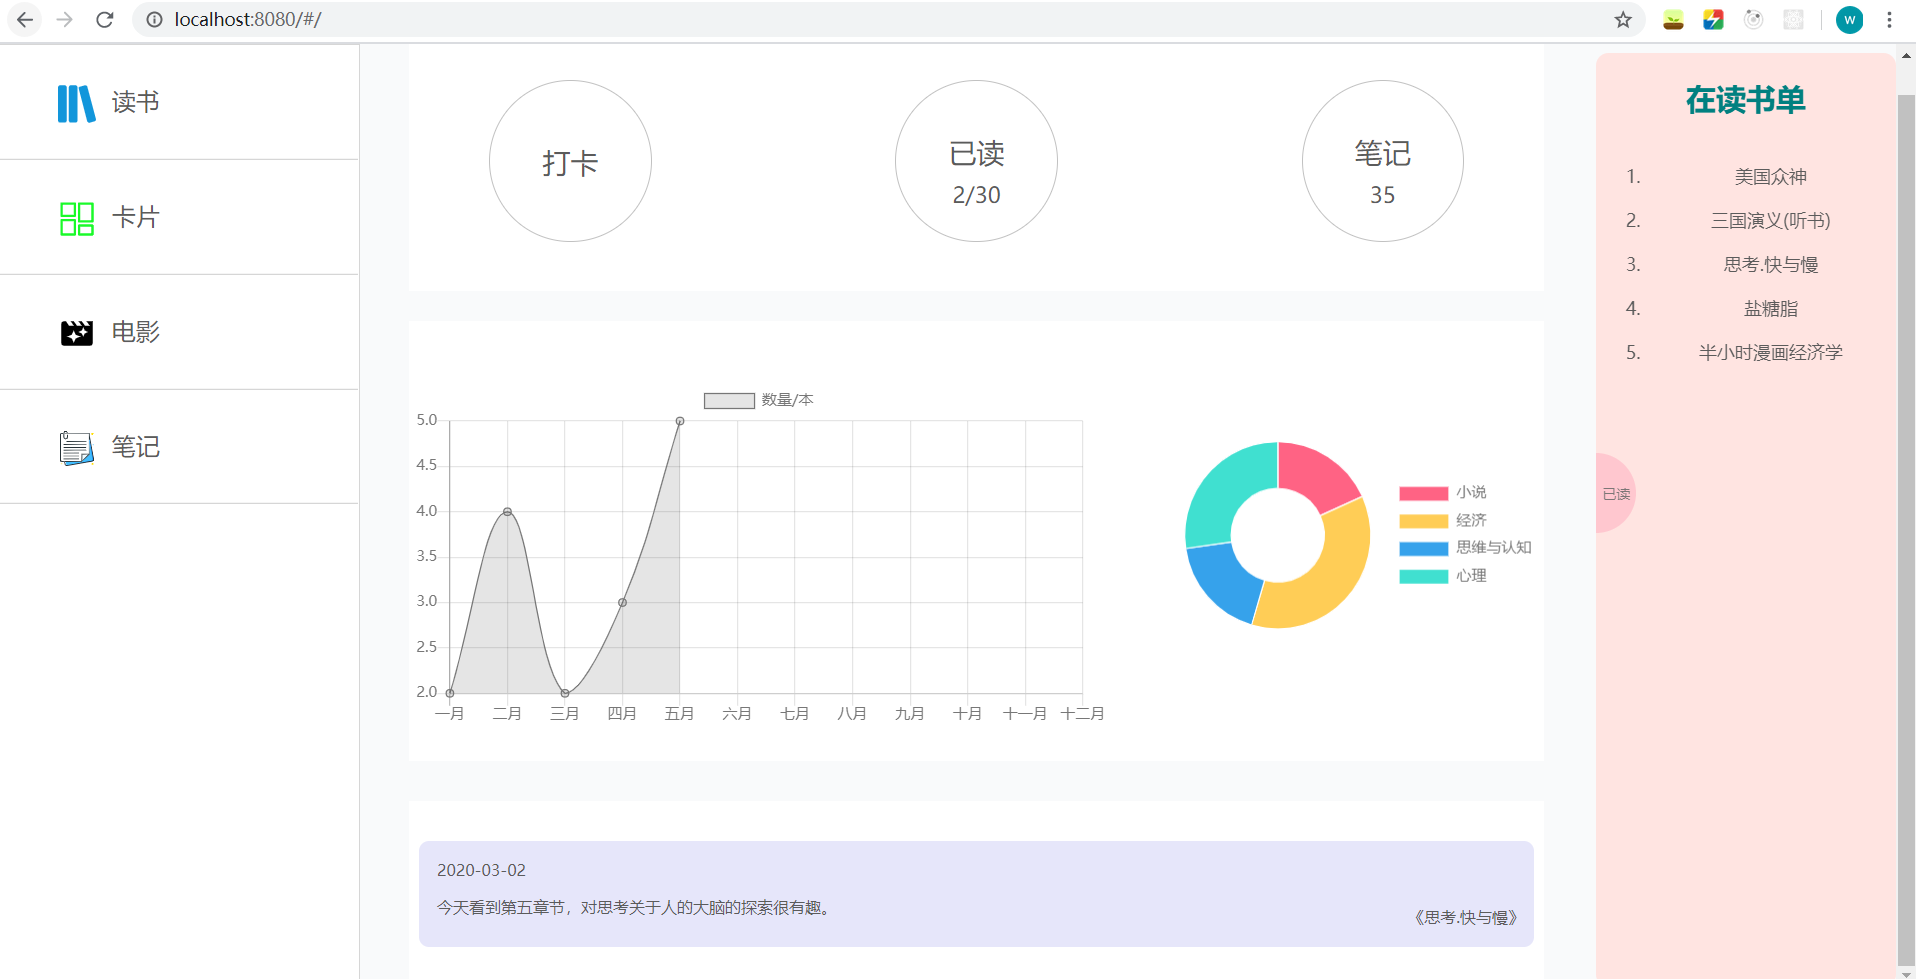 localhost:8080/#/
W
读书
卡片
电影
笔记
打卡
已读
2/30
笔记
35
数量/本
5.0
4.5
4.0
3.5
3.0
2.5
2.0
一月 二月 三月 四月 五月 六月 七月 八月 九月 十月 十一月 十二月
小说
经济
思维与认知
心理
2020-03-02
今天看到第五章节，对思考关于人的大脑的探索很有趣。
《思考.快与慢》
在读书单
1. 美国众神
2. 三国演义(听书)
3. 思考.快与慢
4. 盐糖脂
5. 半小时漫画经济学
已读